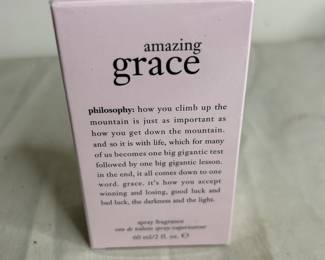 amazing
grace
philosophy: how you climb up the
mountain is just as important as
how you get down the mountain.
and so it is with life, which for many
of us becomes one big gigantic test
followed by one big gigantic lesson.
in the end, it all comes down to one
word. grace. it's how you accept
winning and losing, good luck and
bad luck, the darkness and the light.
spray fragrance
eau de toilette spray/vaporisateur
60 ml/2 fl. oz. e